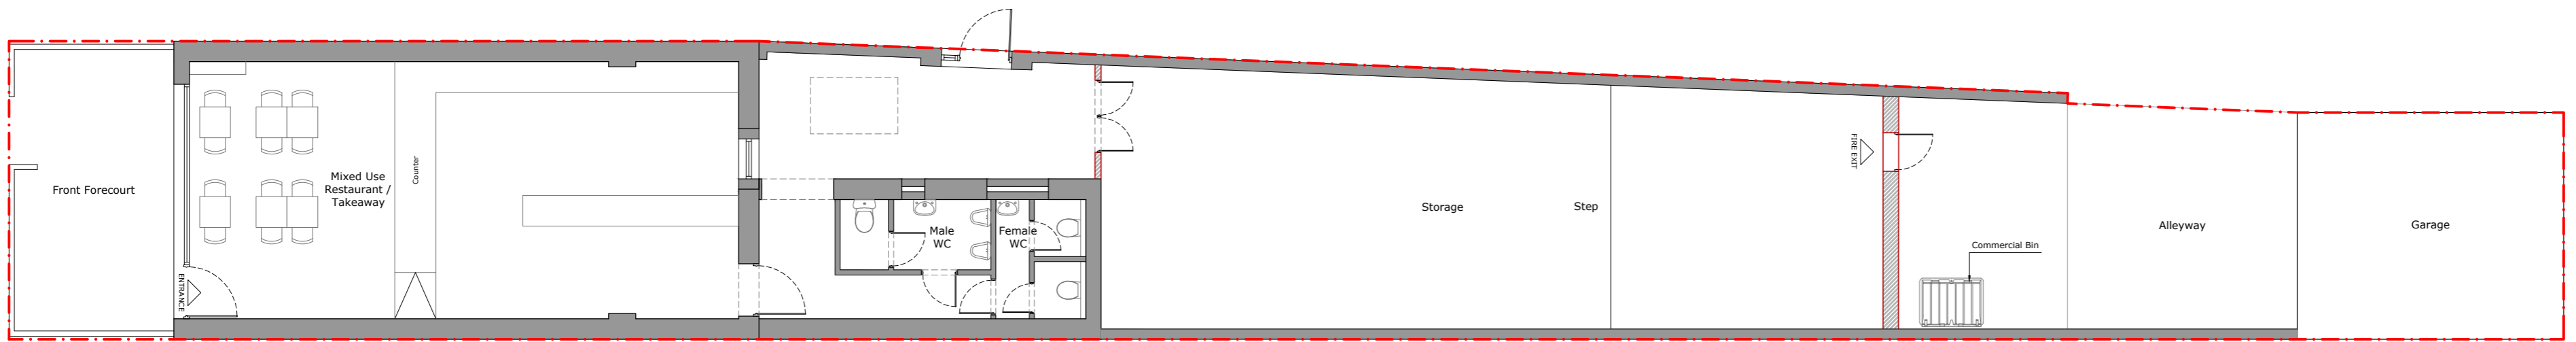 Front Forecourt
ENTRANCE
Mixed Use
Restaurant /
Takeaway
Counter
Male
WC
Female
WC
Storage
Step
FIRE EXIT
Commercial Bin
Alleyway
Garage